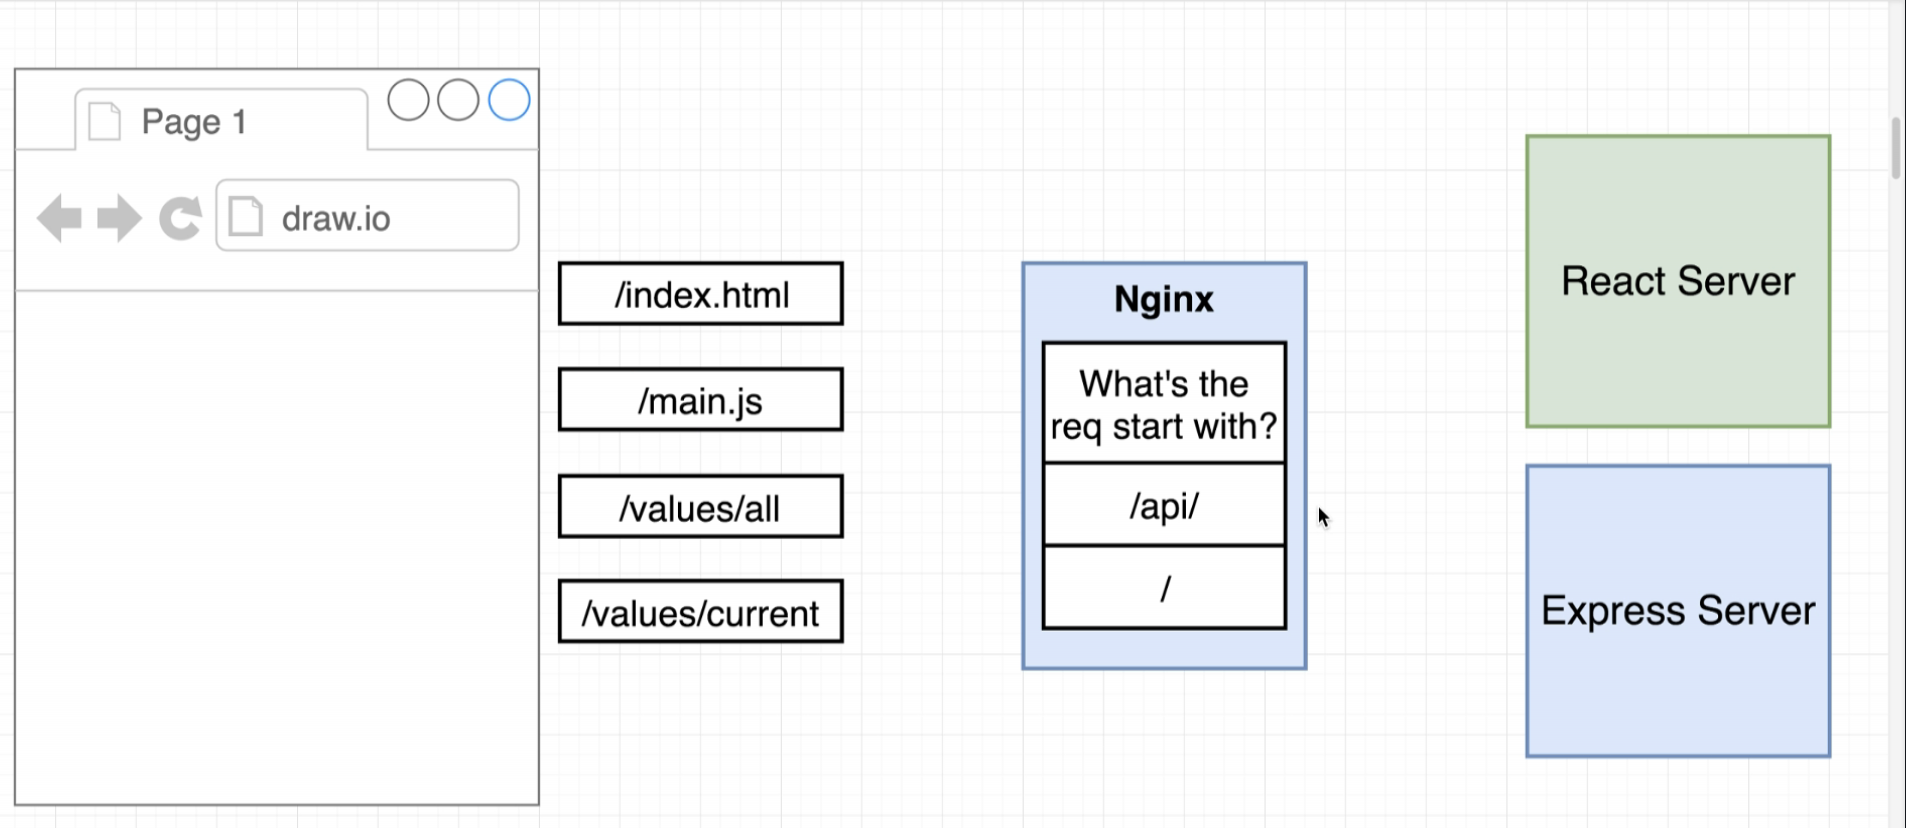 Page 1
draw.io
/index.html
/main.js
/values/all
/values/current
Nginx
What's the
req start with?
/api/
/
React Server
Express Server